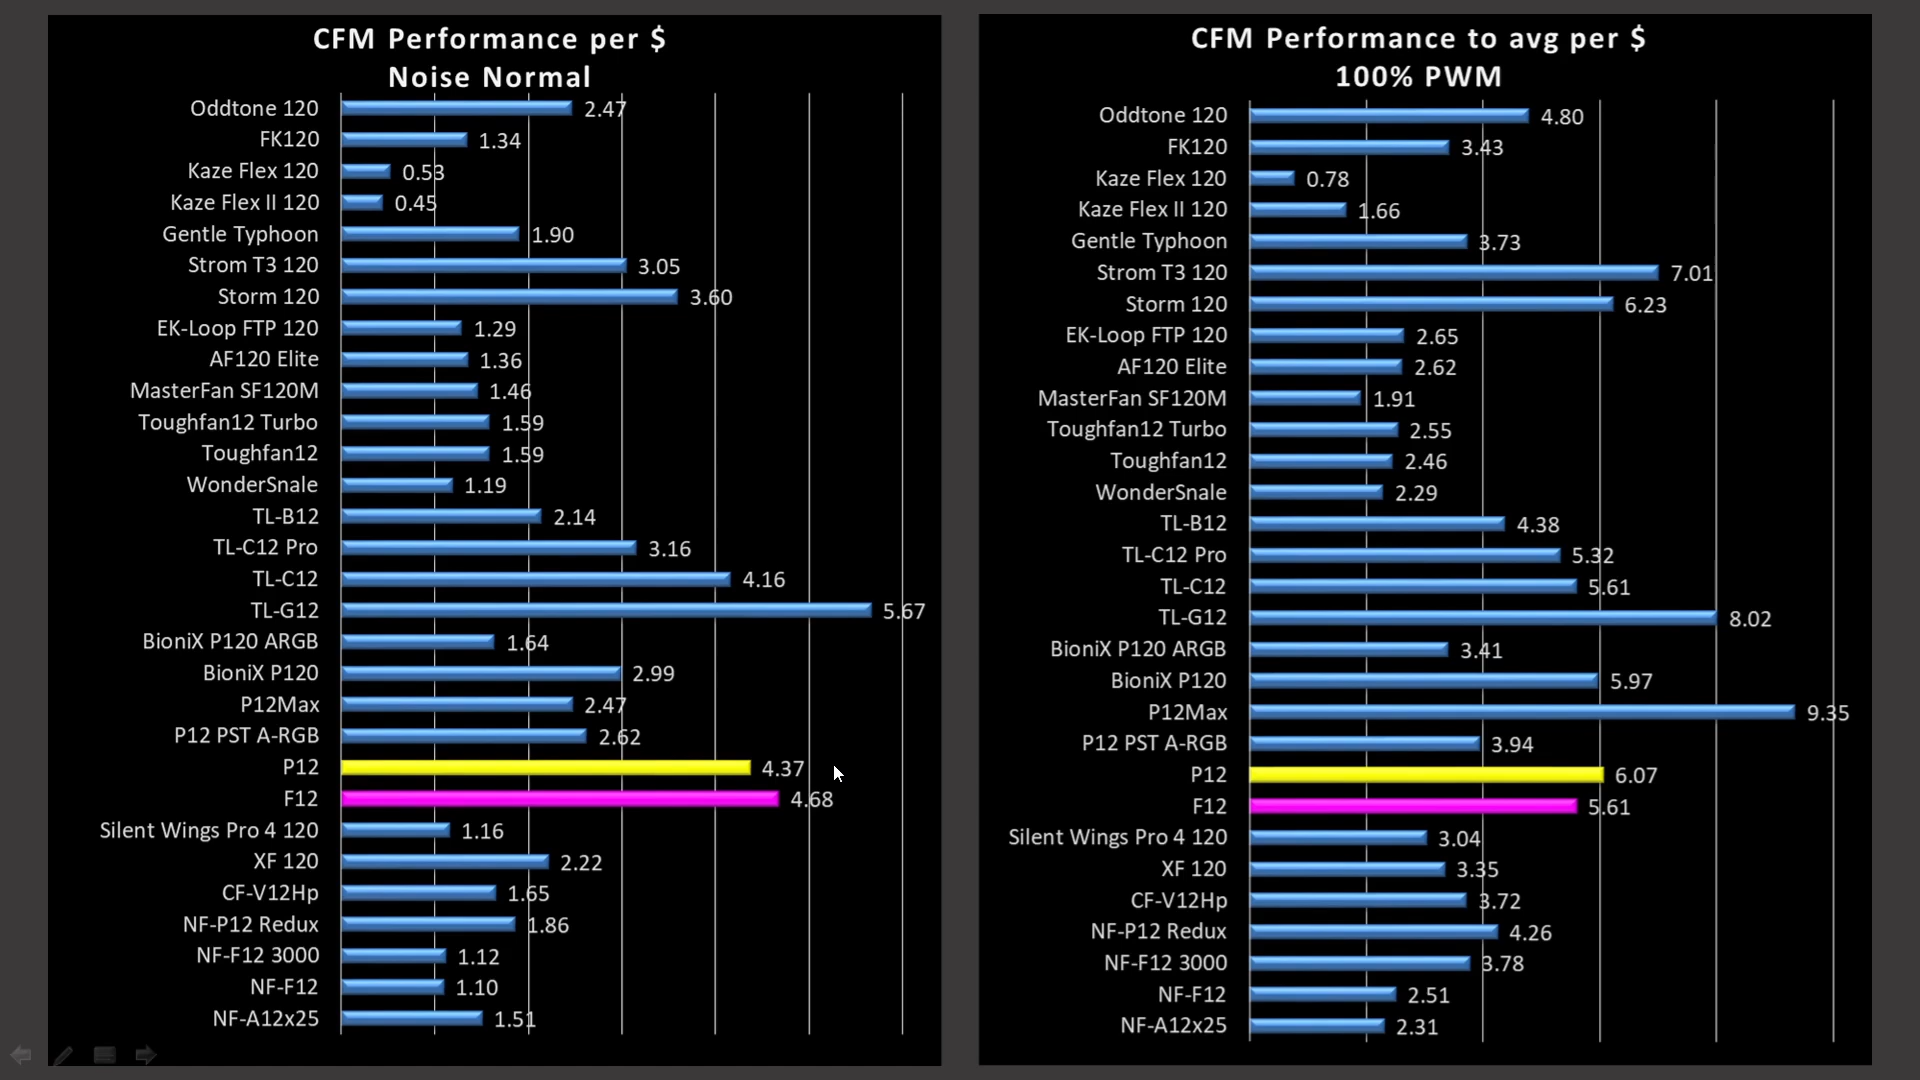 CFM Performance per $
Noise Normal
Oddtone 120 2.47
FK120 1.34
Kaze Flex 120 0.53
Kaze Flex II 120 0.45
Gentle Typhoon 1.90
Strom T3 120 3.05
Storm 120 3.60
EK-Loop FTP 120 1.29
AF120 Elite 1.36
MasterFan SF120M 1.46
Toughfan12 Turbo 1.59
Toughfan12 1.59
WonderSnale 1.19
TL-B12 2.14
TL-C12 Pro 3.16
TL-C12 4.16
TL-G12 5.67
BioniX P120 ARGB 1.64
BioniX P120 2.99
P12Max 2.47
P12 PST A-RGB 2.62
P12 4.37
F12 4.68
Silent Wings Pro 4 120 1.16
XF 120 2.22
CF-V12Hp 1.65
NF-P12 Redux 1.86
NF-F12 3000 1.12
NF-F12 1.10
NF-A12x25 1.51
CFM Performance to avg per $
100% PWM
Oddtone 120 4.80
FK120 3.43
Kaze Flex 120 0.78
Kaze Flex II 120 1.66
Gentle Typhoon 3.73
Strom T3 120 7.01
Storm 120 6.23
EK-Loop FTP 120 2.65
AF120 Elite 2.62
MasterFan SF120M 1.91
Toughfan12 Turbo 2.55
Toughfan12 2.46
WonderSnale 2.29
TL-B12 4.38
TL-C12 Pro 5.32
TL-C12 5.61
TL-G12 8.02
BioniX P120 ARGB 3.41
BioniX P120 5.97
P12Max 9.35
P12 PST A-RGB 3.94
P12 6.07
F12 5.61
Silent Wings Pro 4 120 3.04
XF 120 3.35
CF-V12Hp 3.72
NF-P12 Redux 4.26
NF-F12 3000 3.78
NF-F12 2.51
NF-A12x25 2.31